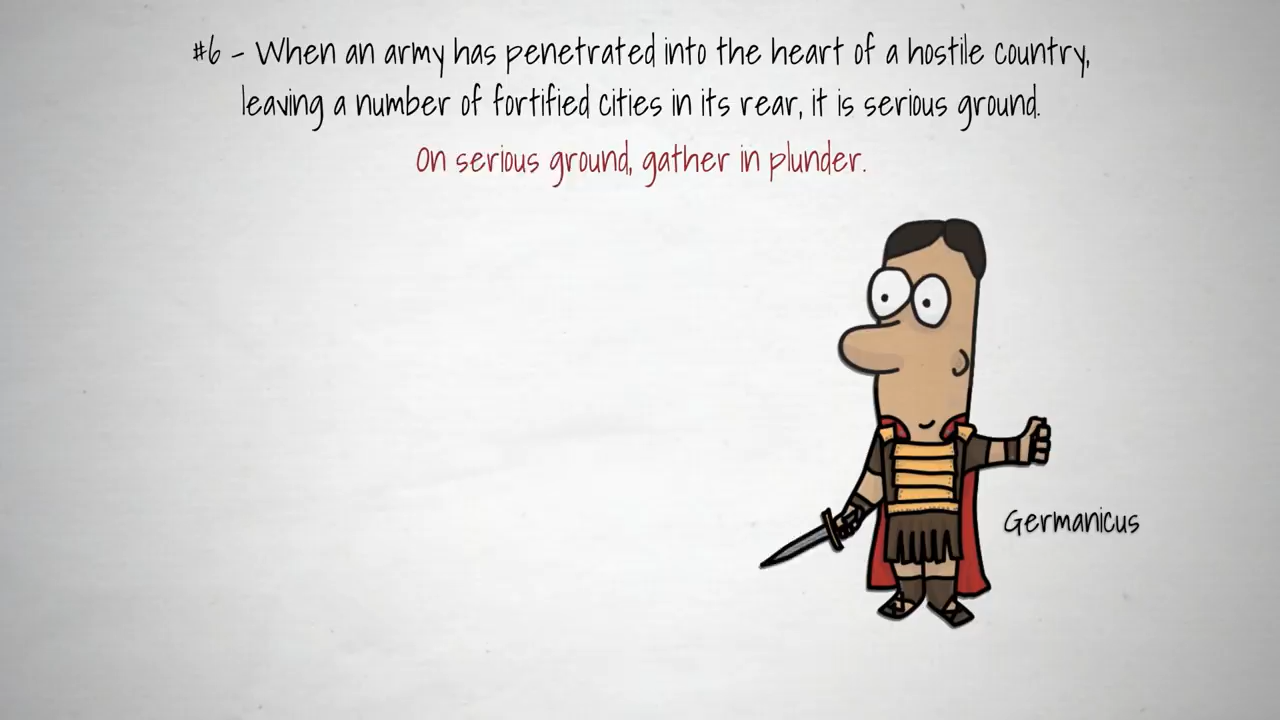 #6 - When an army has penetrated into the heart of a hostile country,
leaving a number of fortified cities in its rear, it is serious ground.
On serious ground, gather in plunder.
Germanicus